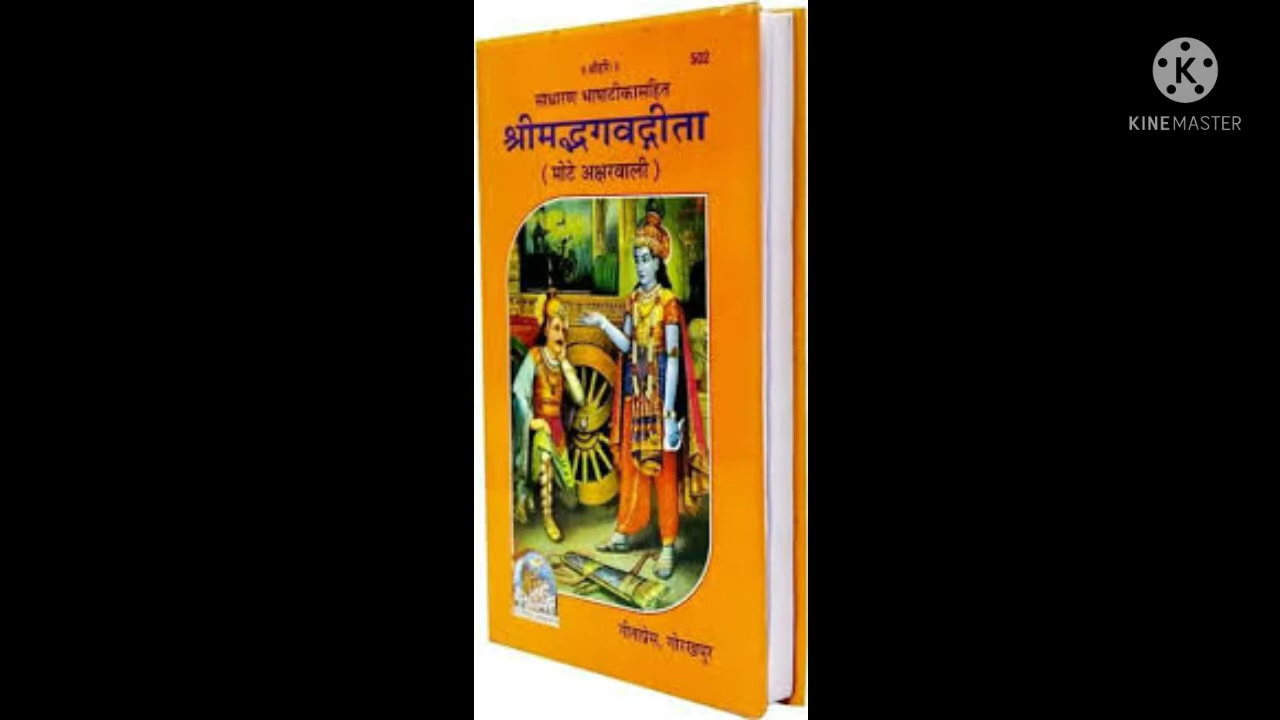 ॥ श्रीहरि: ॥
502
साधारण भाषाटीकासहित
श्रीमद्भगवद्गीता
( मोटे अक्षरवाली )
गीताप्रेस, गोरखपुर
K
KINEMASTER